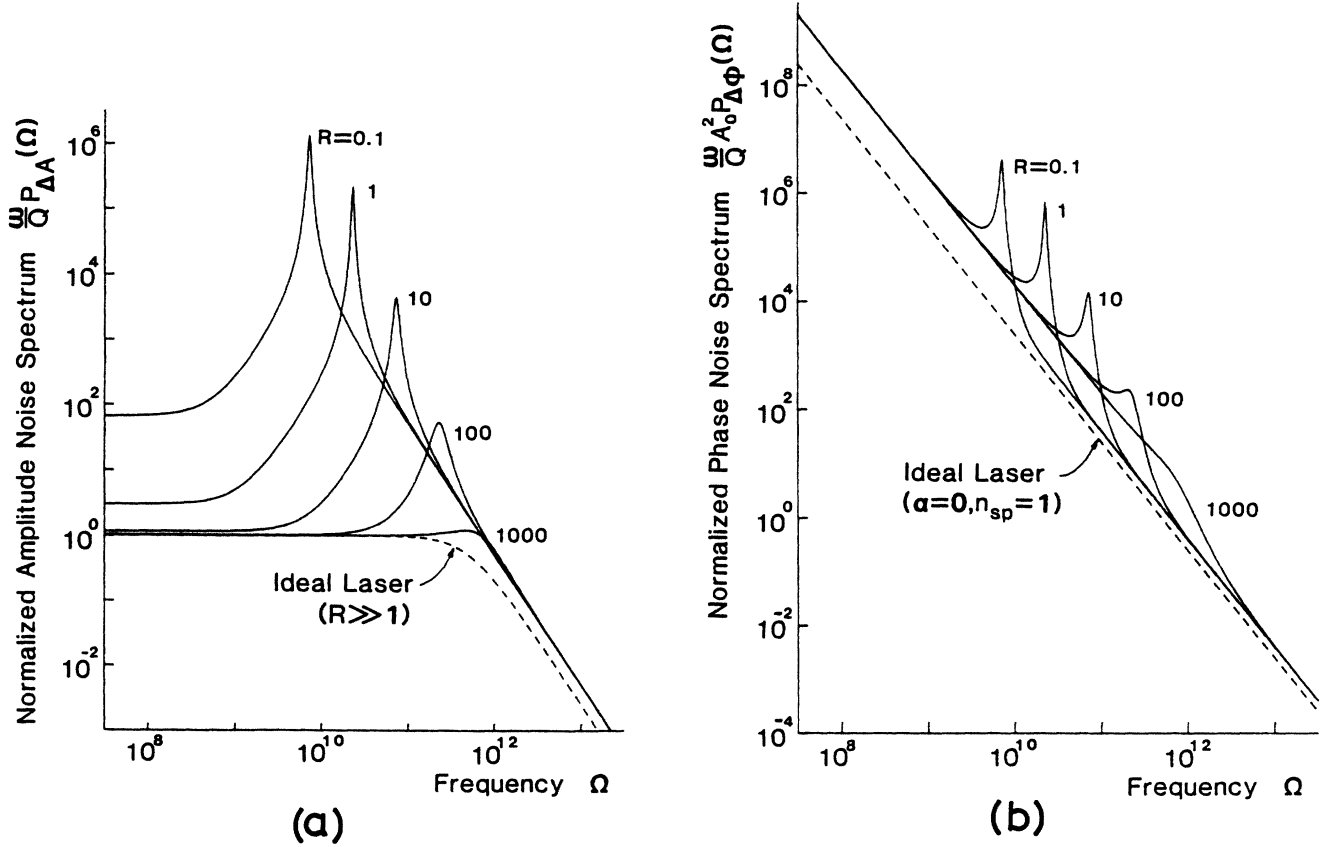 Normalized Amplitude Noise Spectrum ω/Q P_ΔA(Ω)
10^6
10^4
10^2
10^0
10^-2
R=0.1
1
10
100
1000
Ideal Laser
(R≫1)
10^8
10^10
10^12
Frequency Ω
(a)
Normalized Phase Noise Spectrum ω/Q A_0^2 P_ΔΦ(Ω)
10^8
10^6
10^4
10^2
10^0
10^-2
10^-4
R=0.1
1
10
100
1000
Ideal Laser
(α=0,n_sp=1)
10^8
10^10
10^12
Frequency Ω
(b)